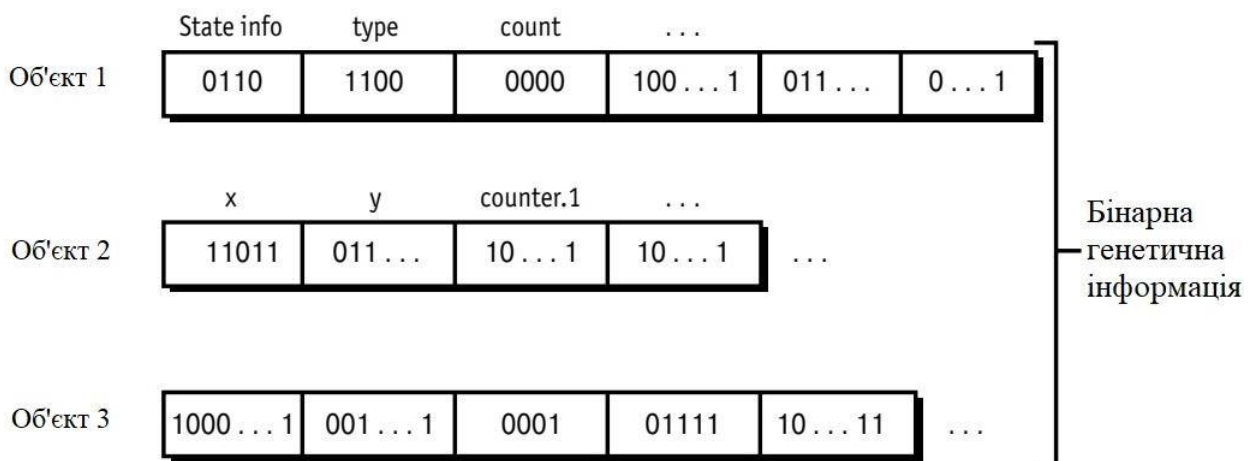 State info type count . . .
Об'єкт 1 0110 1100 0000 100 . . . 1 011 . . . 0 . . . 1
x y counter.1 . . .
Об'єкт 2 11011 011 . . . 10 . . . 1 10 . . . 1 . . .
Бінарна
генетична
інформація
Об'єкт 3 1000 . . . 1 001 . . . 1 0001 01111 10 . . . 11 . . .